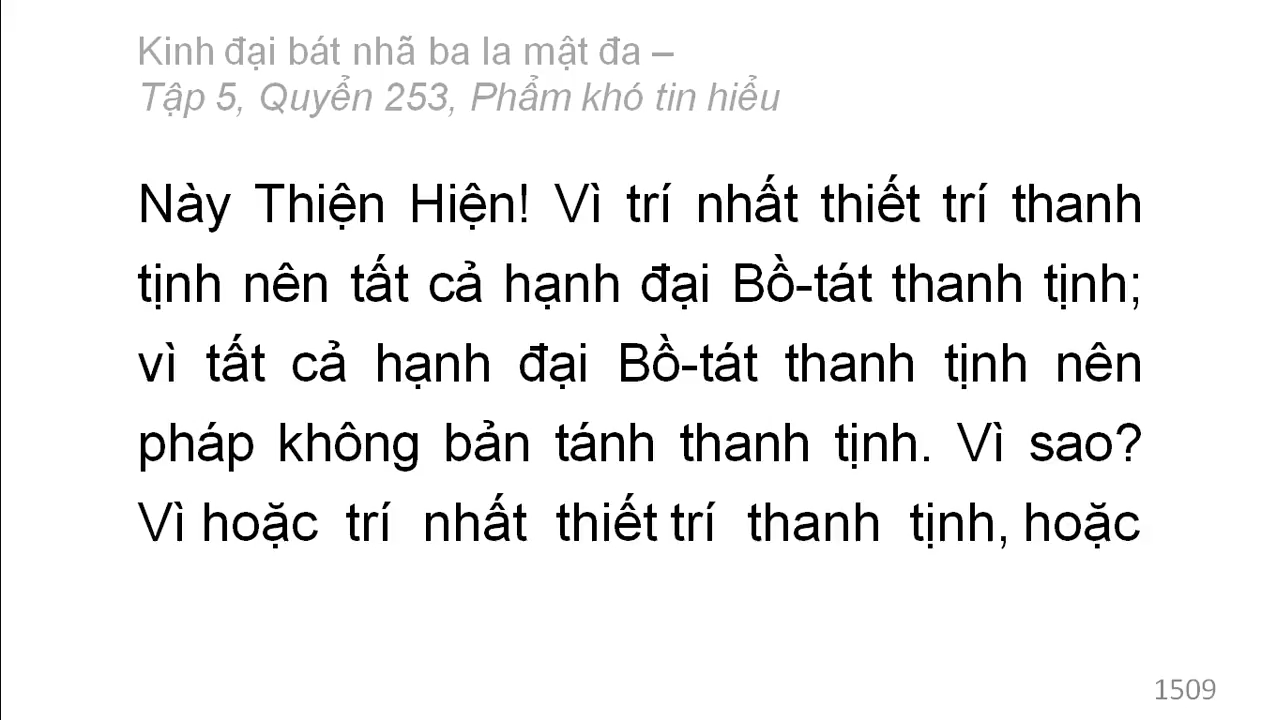 Kinh đại bát nhã ba la mật đa –
Tập 5, Quyển 253, Phẩm khó tin hiểu
Này Thiện Hiện! Vì trí nhất thiết trí thanh
tịnh nên tất cả hạnh đại Bồ-tát thanh tịnh;
vì tất cả hạnh đại Bồ-tát thanh tịnh nên
pháp không bản tánh thanh tịnh. Vì sao?
Vì hoặc trí nhất thiết trí thanh tịnh, hoặc
1509